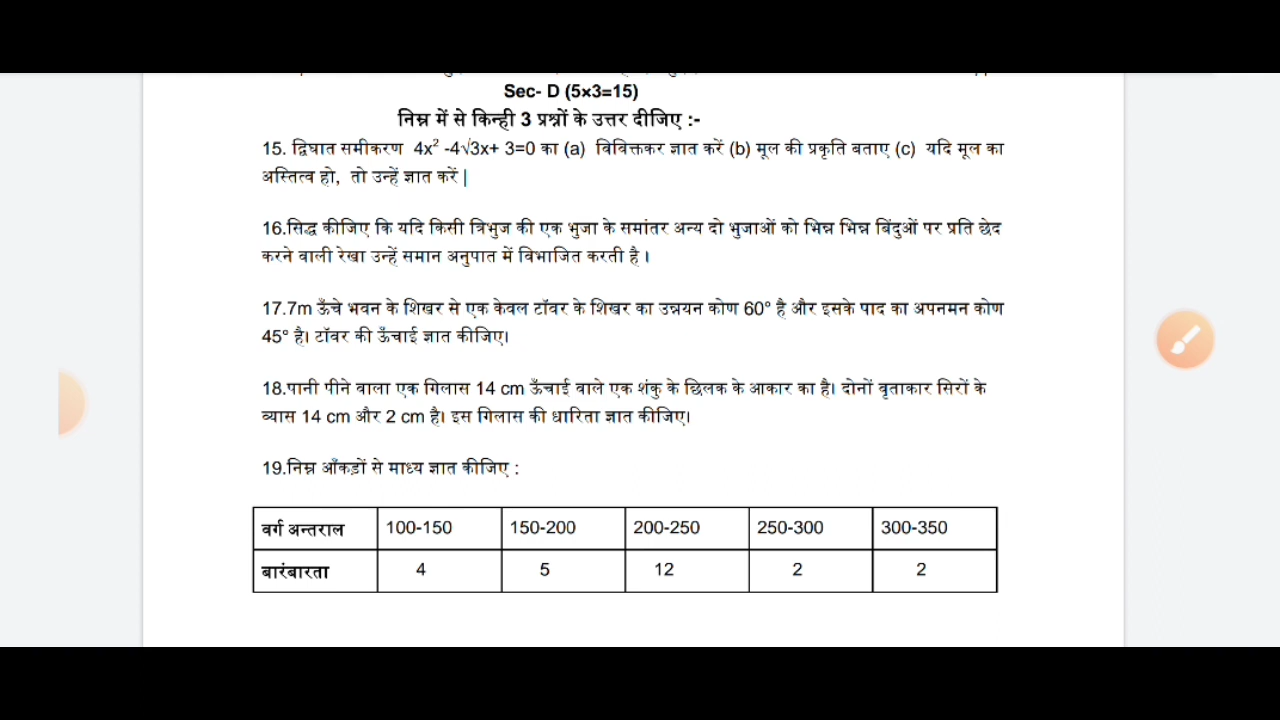 Sec- D (5×3=15)
निम्न में से किन्ही 3 प्रश्नों के उत्तर दीजिए :-
15. द्विघात समीकरण 4x² -4√3x+ 3=0 का (a) विवित्तकर ज्ञात करें (b) मूल की प्रकृति बताए (c) यदि मूल का
अस्तित्व हो, तो उन्हें ज्ञात करें |
16.सिद्ध कीजिए कि यदि किसी त्रिभुज की एक भुजा के समांतर अन्य दो भुजाओं को भिन्न भिन्न बिंदुओं पर प्रति छेद
करने वाली रेखा उन्हें समान अनुपात में विभाजित करती है ।
17.7m ऊँचे भवन के शिखर से एक केवल टॉवर के शिखर का उन्नयन कोण 60° है और इसके पाद का अपनमन कोण
45° है। टॉवर की ऊँचाई ज्ञात कीजिए।
18.पानी पीने वाला एक गिलास 14 cm ऊँचाई वाले एक शंकु के छिलक के आकार का है। दोनों वृताकार सिरों के
व्यास 14 cm और 2 cm है। इस गिलास की धारिता ज्ञात कीजिए।
19.निम्न आँकड़ों से माध्य ज्ञात कीजिए :
वर्ग अन्तराल 100-150 150-200 200-250 250-300 300-350
बारंबारता 4 5 12 2 2